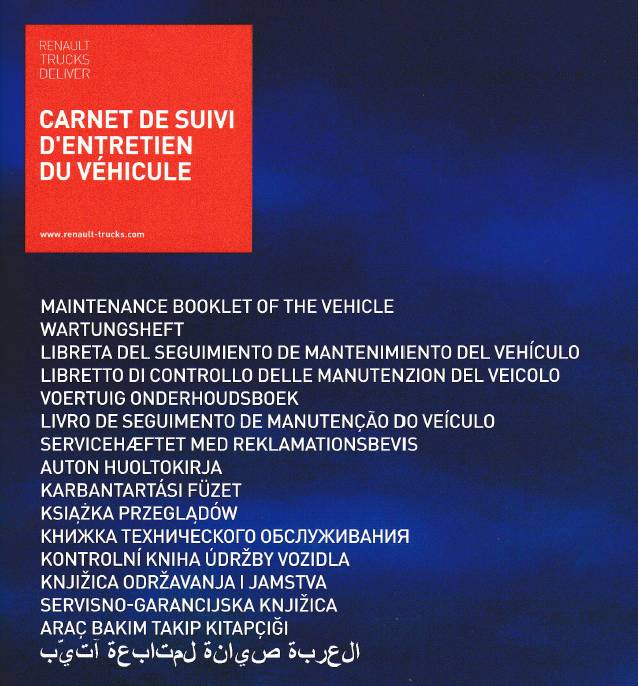 RENAULT
TRUCKS
DELIVER
CARNET DE SUIVI
D'ENTRETIEN
DU VÉHICULE
www.renault-trucks.com
MAINTENANCE BOOKLET OF THE VEHICLE
WARTUNGSHEFT
LIBRETA DEL SEGUIMIENTO DE MANTENIMIENTO DEL VEHÍCULO
LIBRETTO DI CONTROLLO DELLE MANUTENZION DEL VEICOLO
VOERTUIG ONDERHOUDSBOEK
LIVRO DE SEGUIMENTO DE MANUTENÇÃO DO VEÍCULO
SERVICEHÆFTET MED REKLAMATIONSBEVIS
AUTON HUOLTOKIRJA
KARBANTARTÁSI FÜZET
KSIĄŻKA PRZEGLĄDÓW
КНИЖКА ТЕХНИЧЕСКОГО ОБСЛУЖИВАНИЯ
KONTROLNÍ KNIHA ÚDRŽBY VOZIDLA
KNJIŽICA ODRŽAVANJA I JAMSTVA
SERVISNO-GARANCIJSKA KNJIŽICA
ARAÇ BAKIM TAKIP KITAPÇIĞI
العربة صيانة لمتابعة آتيّب